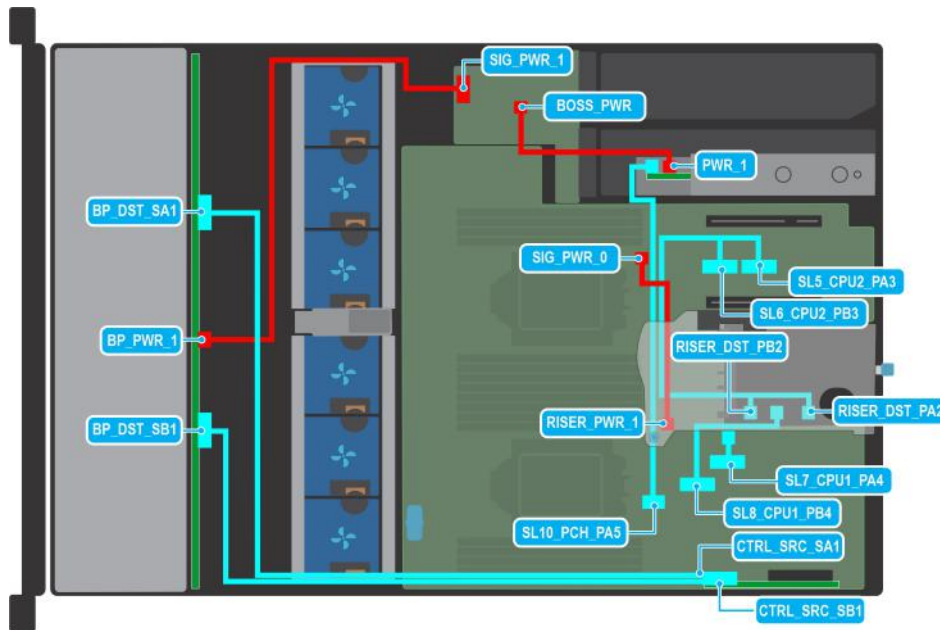 SIG_PWR_1
BOSS_PWR
PWR_1
BP_DST_SA1
SIG_PWR_0
SL5_CPU2_PA3
SL6_CPU2_PB3
BP_PWR_1
RISER_DST_PB2
RISER_DST_PA2
BP_DST_SB1
RISER_PWR_1
SL7_CPU1_PA4
SL8_CPU1_PB4
SL10_PCH_PA5
CTRL_SRC_SA1
CTRL_SRC_SB1